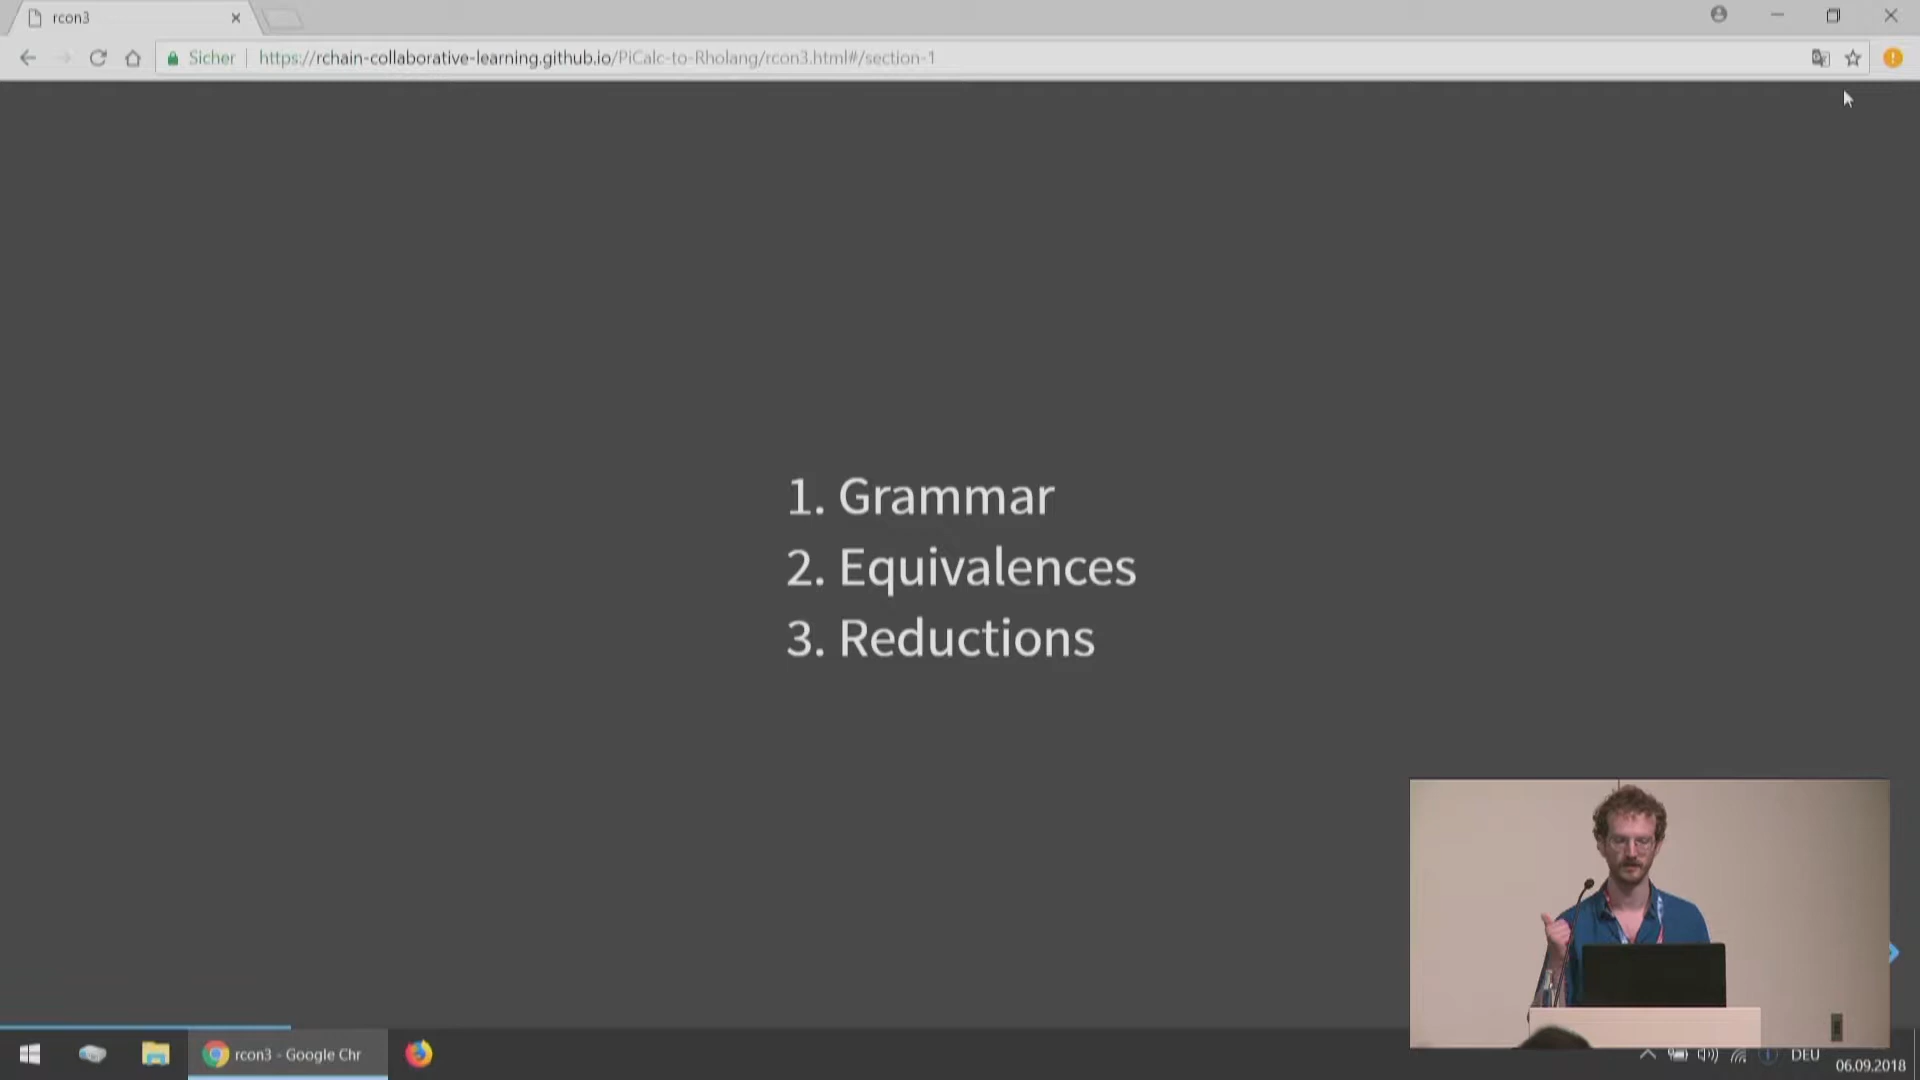 rcon3
Sicher https://rchain-collaborative-learning.github.io/PiCalc-to-Rholang/rcon3.html#/section-1
1. Grammar
2. Equivalences
3. Reductions
rcon3 - Google Chr
DEU
06.09.2018